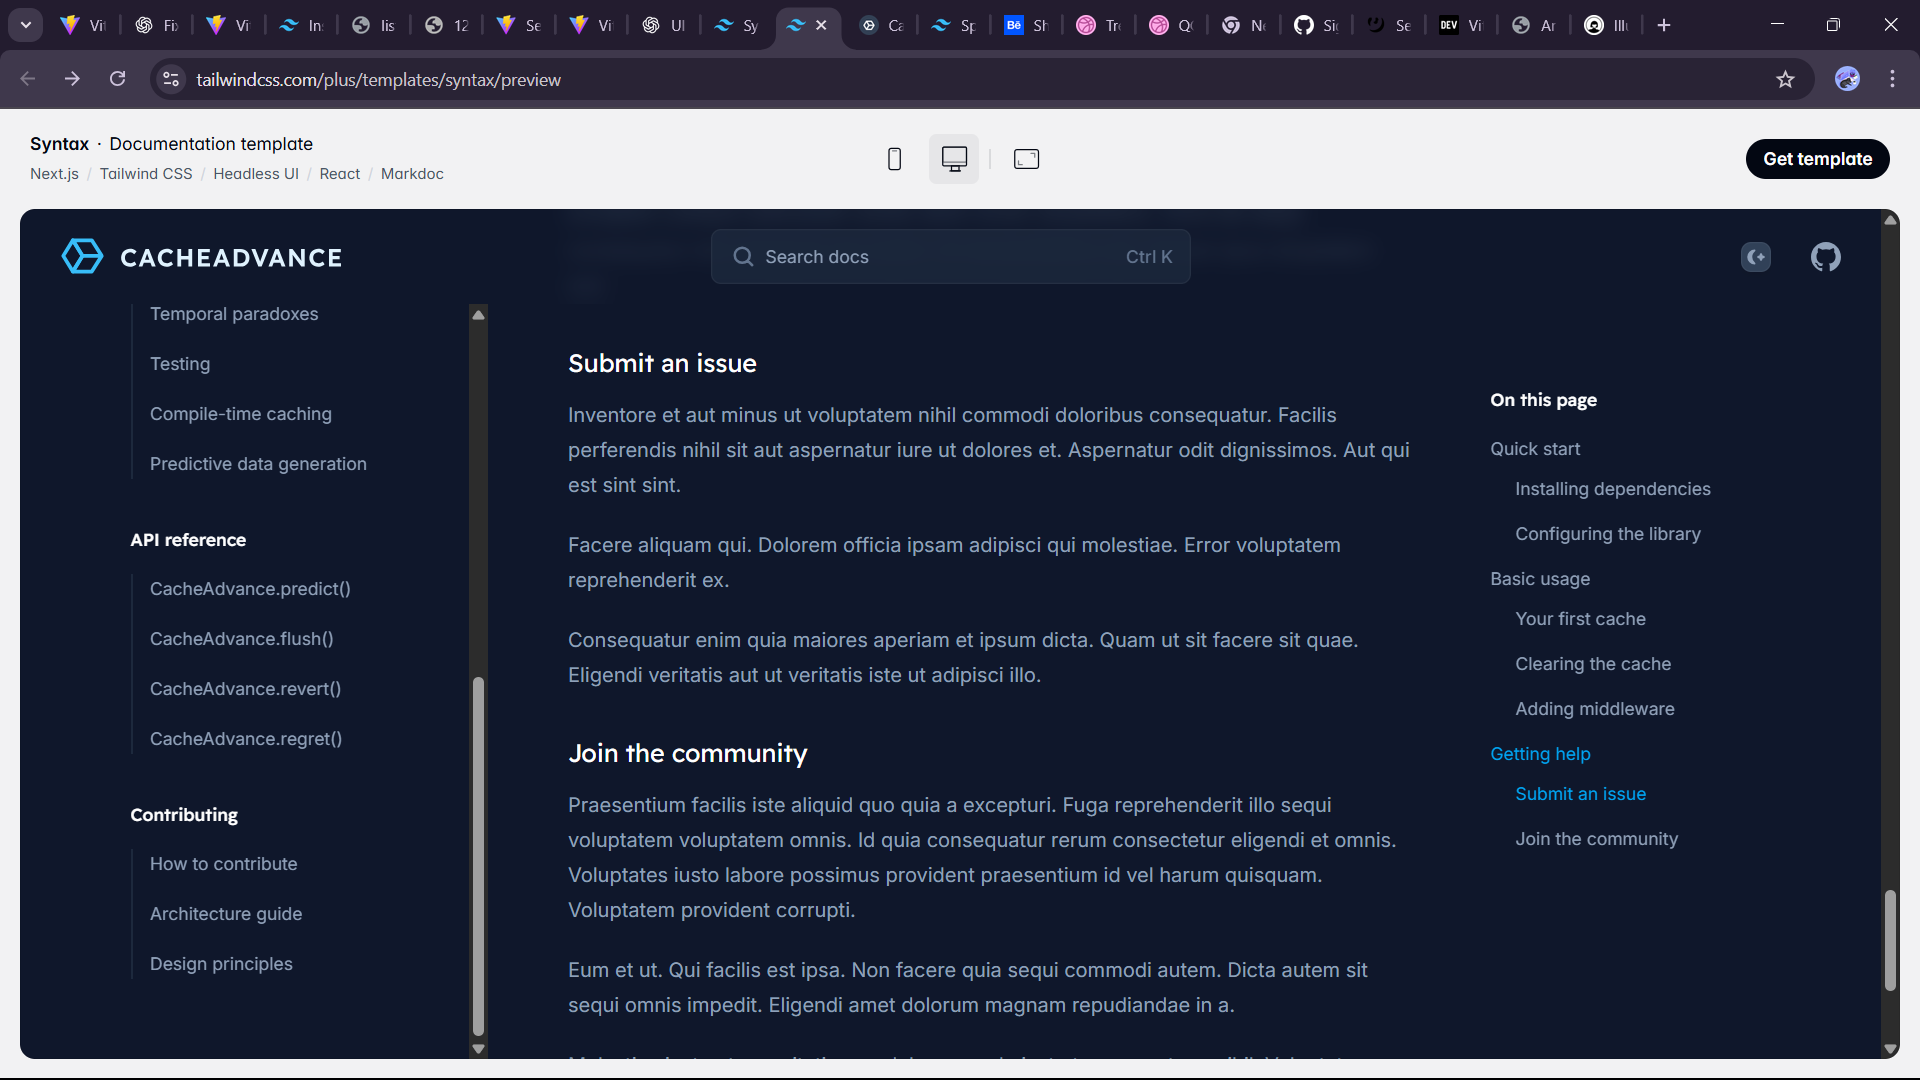 Vi
Fi
Vi
In
lis
12
Se
Vi
UI
Sy
Ca
Sp
Bē
Sh
Tr
Q
N
Si
Se
DEV
Vi
Ar
Illu
tailwindcss.com/plus/templates/syntax/preview
Syntax · Documentation template
Next.js / Tailwind CSS / Headless UI / React / Markdoc
Get template
CACHEADVANCE
Search docs
Ctrl K
Temporal paradoxes
Testing
Compile-time caching
Predictive data generation
API reference
CacheAdvance.predict()
CacheAdvance.flush()
CacheAdvance.revert()
CacheAdvance.regret()
Contributing
How to contribute
Architecture guide
Design principles
Submit an issue
Inventore et aut minus ut voluptatem nihil commodi doloribus consequatur. Facilis
perferendis nihil sit aut aspernatur iure ut dolores et. Aspernatur odit dignissimos. Aut qui
est sint sint.
Facere aliquam qui. Dolorem officia ipsam adipisci qui molestiae. Error voluptatem
reprehenderit ex.
Consequatur enim quia maiores aperiam et ipsum dicta. Quam ut sit facere sit quae.
Eligendi veritatis aut ut veritatis iste ut adipisci illo.
Join the community
Praesentium facilis iste aliquid quo quia a excepturi. Fuga reprehenderit illo sequi
voluptatem voluptatem omnis. Id quia consequatur rerum consectetur eligendi et omnis.
Voluptates iusto labore possimus provident praesentium id vel harum quisquam.
Voluptatem provident corrupti.
Eum et ut. Qui facilis est ipsa. Non facere quia sequi commodi autem. Dicta autem sit
sequi omnis impedit. Eligendi amet dolorum magnam repudiandae in a.
On this page
Quick start
Installing dependencies
Configuring the library
Basic usage
Your first cache
Clearing the cache
Adding middleware
Getting help
Submit an issue
Join the community